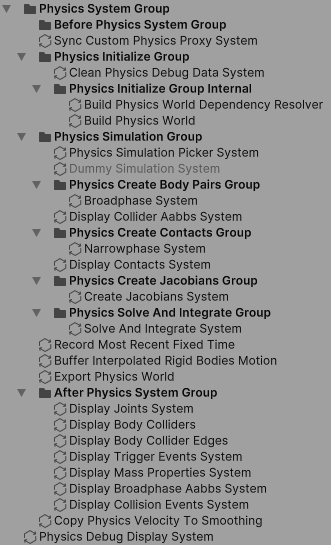 Physics System Group
Before Physics System Group
Sync Custom Physics Proxy System
Physics Initialize Group
Clean Physics Debug Data System
Physics Initialize Group Internal
Build Physics World Dependency Resolver
Build Physics World
Physics Simulation Group
Physics Simulation Picker System
Dummy Simulation System
Physics Create Body Pairs Group
Broadphase System
Display Collider Aabbs System
Physics Create Contacts Group
Narrowphase System
Display Contacts System
Physics Create Jacobians Group
Create Jacobians System
Physics Solve And Integrate Group
Solve And Integrate System
Record Most Recent Fixed Time
Buffer Interpolated Rigid Bodies Motion
Export Physics World
After Physics System Group
Display Joints System
Display Body Colliders
Display Body Collider Edges
Display Trigger Events System
Display Mass Properties System
Display Broadphase Aabbs System
Display Collision Events System
Copy Physics Velocity To Smoothing
Physics Debug Display System